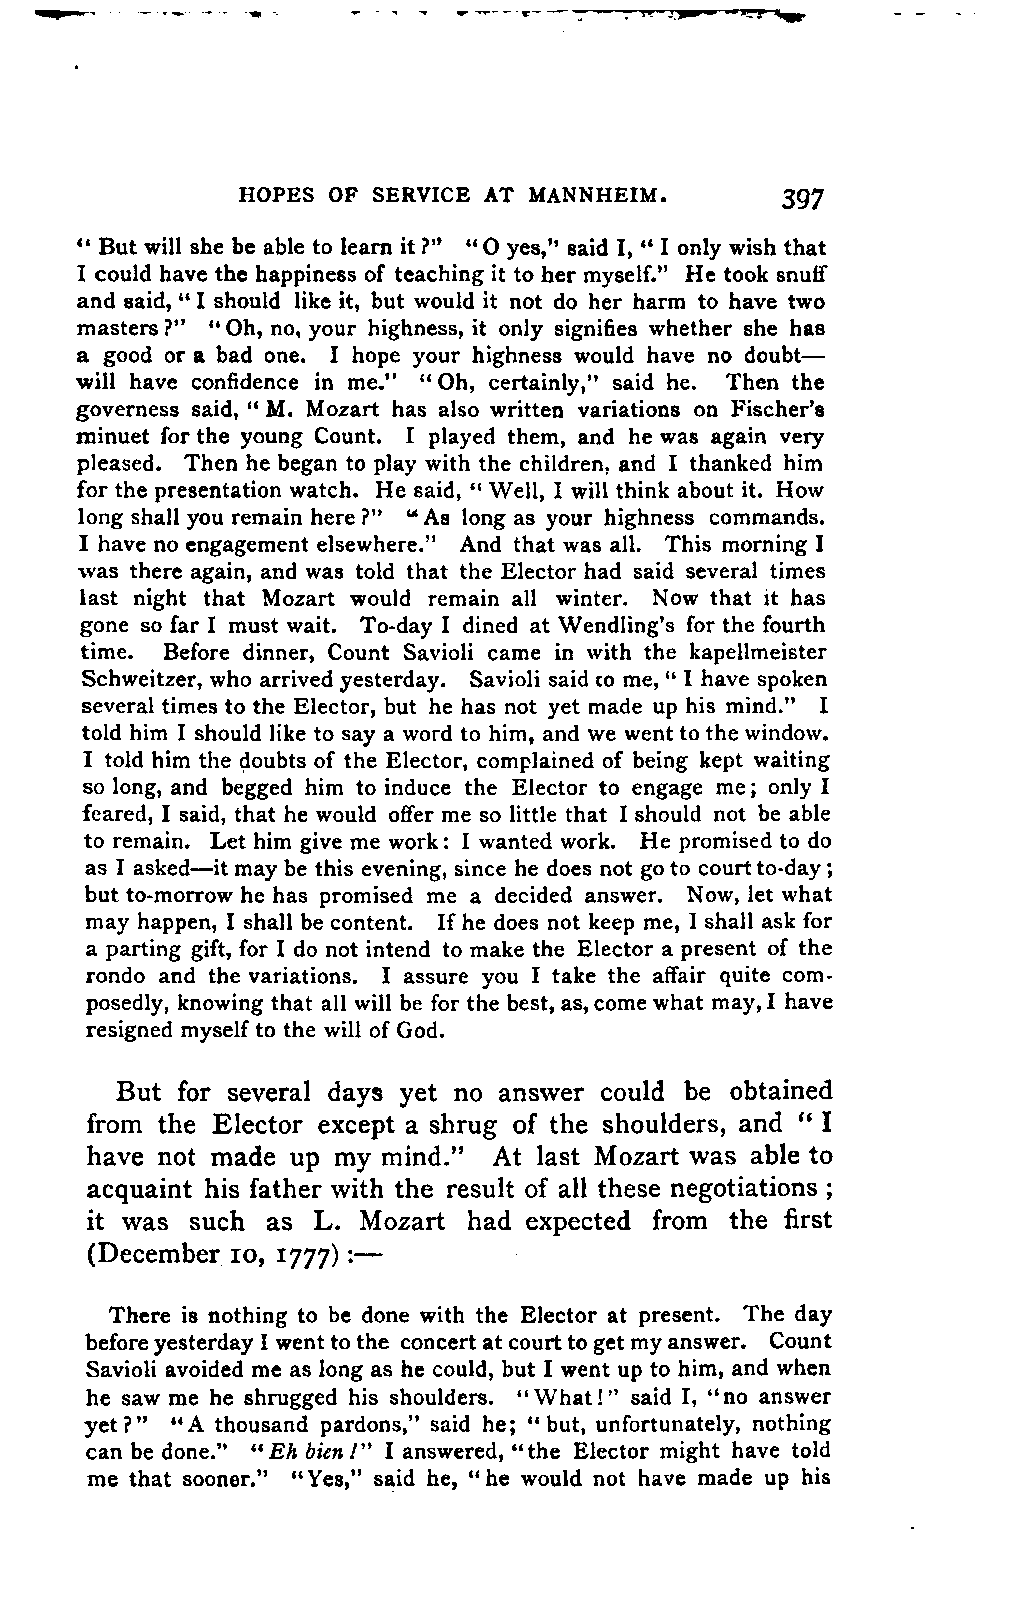 HOPES OF SERVICE AT MANNHEIM. 397
" But will she be able to learn it ?" "O yes," said I, " I only wish that
I could have the happiness of teaching it to her myself." He took snuff
and said, " I should like it, but would it not do her harm to have two
masters ?" "Oh, no, your highness, it only signifies whether she has
a good or a bad one. I hope your highness would have no doubt—
will have confidence in me." "Oh, certainly," said he. Then the
governess said, " M. Mozart has also written variations on Fischer's
minuet for the young Count. I played them, and he was again very
pleased. Then he began to play with the children, and I thanked him
for the presentation watch. He said, " Well, I will think about it. How
long shall you remain here ?" "As long as your highness commands.
I have no engagement elsewhere." And that was all. This morning I
was there again, and was told that the Elector had said several times
last night that Mozart would remain all winter. Now that it has
gone so far I must wait. To-day I dined at Wendling's for the fourth
time. Before dinner, Count Savioli came in with the kapellmeister
Schweitzer, who arrived yesterday. Savioli said to me, " I have spoken
several times to the Elector, but he has not yet made up his mind." I
told him I should like to say a word to him, and we went to the window.
I told him the doubts of the Elector, complained of being kept waiting
so long, and begged him to induce the Elector to engage me; only I
feared, I said, that he would offer me so little that I should not be able
to remain. Let him give me work: I wanted work. He promised to do
as I asked—it may be this evening, since he does not go to court to-day ;
but to-morrow he has promised me a decided answer. Now, let what
may happen, I shall be content. If he does not keep me, I shall ask for
a parting gift, for I do not intend to make the Elector a present of the
rondo and the variations. I assure you I take the affair quite com-
posedly, knowing that all will be for the best, as, come what may, I have
resigned myself to the will of God.
But for several days yet no answer could be obtained
from the Elector except a shrug of the shoulders, and " I
have not made up my mind." At last Mozart was able to
acquaint his father with the result of all these negotiations ;
it was such as L. Mozart had expected from the first
(December 10, 1777) :—
There is nothing to be done with the Elector at present. The day
before yesterday I went to the concert at court to get my answer. Count
Savioli avoided me as long as he could, but I went up to him, and when
he saw me he shrugged his shoulders. "What!" said I, "no answer
yet ?" "A thousand pardons," said he; " but, unfortunately, nothing
can be done." "Eh bien !" I answered, "the Elector might have told
me that sooner." "Yes," said he, "he would not have made up his